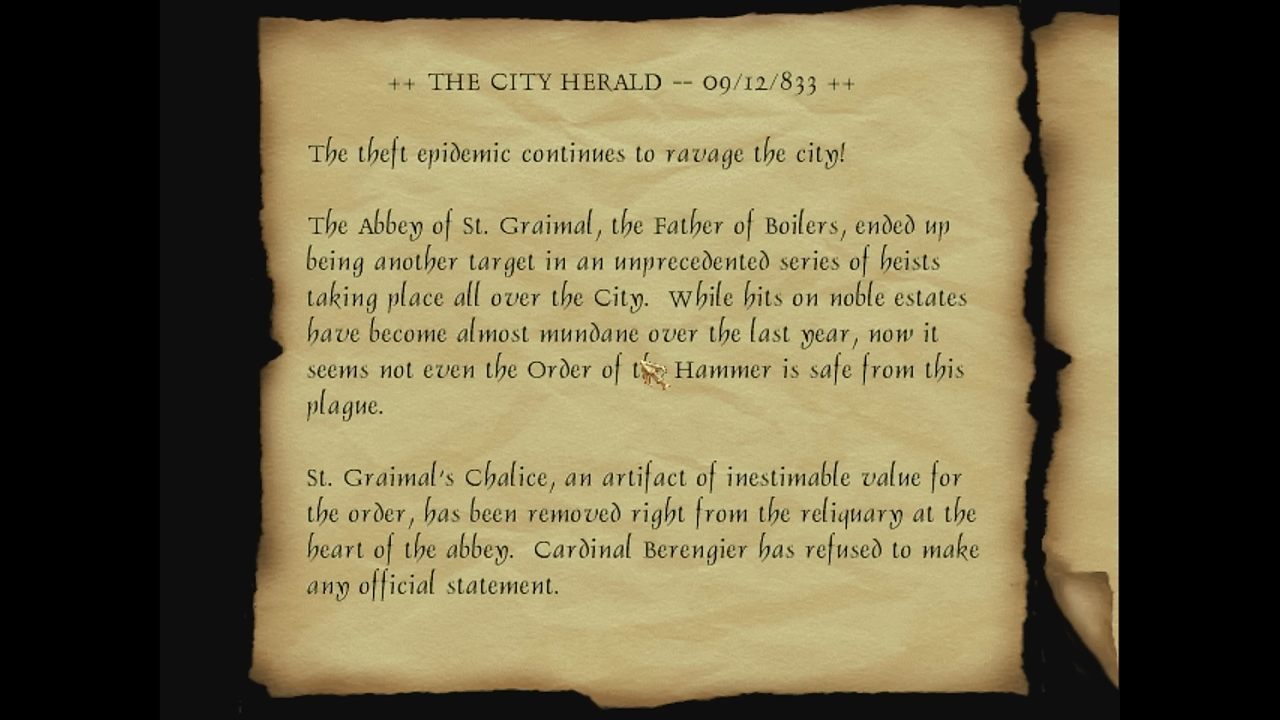 ++ THE CITY HERALD -- 09/12/833 ++
The theft epidemic continues to ravage the city!
The Abbey of St. Graimal, the Father of Boilers, ended up
being another target in an unprecedented series of heists
taking place all over the City. While hits on noble estates
have become almost mundane over the last year, now it
seems not even the Order of the Hammer is safe from this
plague.
St. Graimal's Chalice, an artifact of inestimable value for
the order, has been removed right from the reliquary at the
heart of the abbey. Cardinal Berengier has refused to make
any official statement.